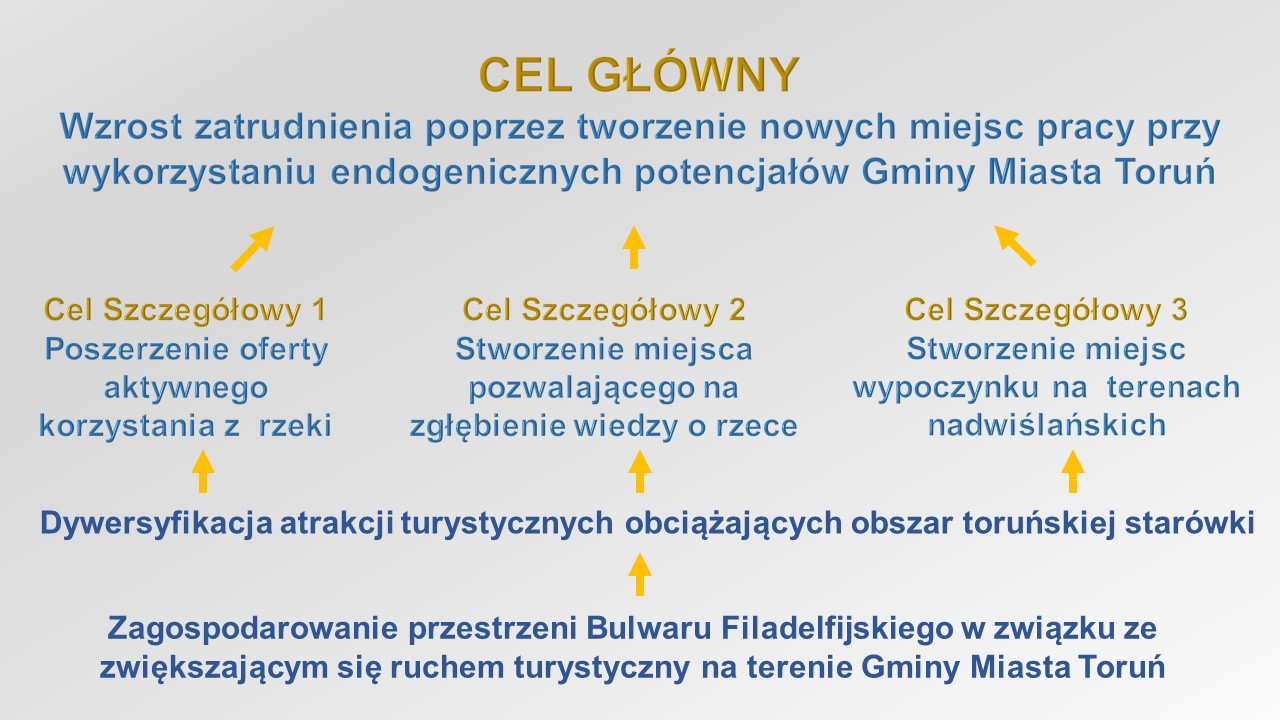 CEL GŁÓWNY
Wzrost zatrudnienia poprzez tworzenie nowych miejsc pracy przy
wykorzystaniu endogenicznych potencjałów Gminy Miasta Toruń
Cel Szczegółowy 1
Poszerzenie oferty
aktywnego
korzystania z rzeki
Cel Szczegółowy 2
Stworzenie miejsca
pozwalającego na
zgłębienie wiedzy o rzece
Cel Szczegółowy 3
Stworzenie miejsc
wypoczynku na terenach
nadwiślańskich
Dywersyfikacja atrakcji turystycznych obciążających obszar toruńskiej starówki
Zagospodarowanie przestrzeni Bulwaru Filadelfijskiego w związku ze
zwiększającym się ruchem turystyczny na terenie Gminy Miasta Toruń